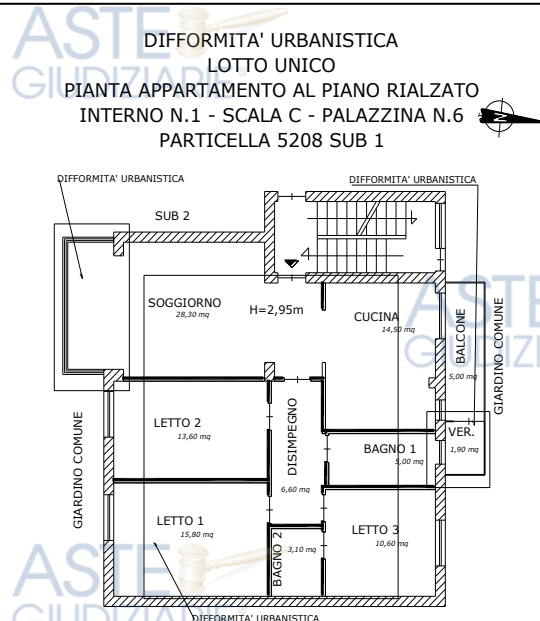 ASTE
GIUDIZIARIE
DIFFORMITA' URBANISTICA
LOTTO UNICO
PIANTA APPARTAMENTO AL PIANO RIALZATO
INTERNO N.1 - SCALA C - PALAZZINA N.6
PARTICELLA 5208 SUB 1
N
DIFFORMITA' URBANISTICA
DIFFORMITA' URBANISTICA
SUB 2
SOGGIORNO
28,30 mq
H=2,95m
CUCINA
14,50 mq
BALCONE
5,00 mq
GIARDINO COMUNE
ASTE
GIUDIZI
LETTO 2
13,60 mq
DISIMPEGNO
6,60 mq
BAGNO 1
5,00 mq
VER.
1,90 mq
GIARDINO COMUNE
LETTO 1
15,80 mq
BAGNO 2
3,10 mq
LETTO 3
10,60 mq
ASTE
GIUDIZIARIE
DIFFORMITA' URBANISTICA